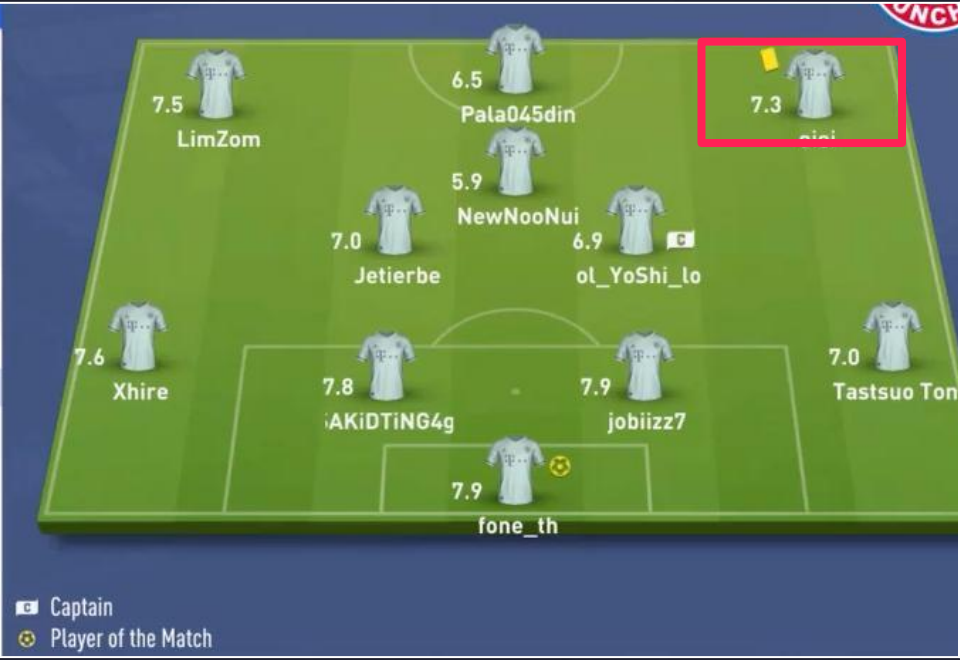 6.5
Pala045din
7.5
LimZom
7.3
5.9
NewNooNui
7.0
Jetierbe
6.9
C
ol_YoShi_lo
7.6
Xhire
7.8
AKiDTiNG4g
7.9
jobiizz7
7.0
Tastsuo Ton
7.9
fone_th
C Captain
Player of the Match